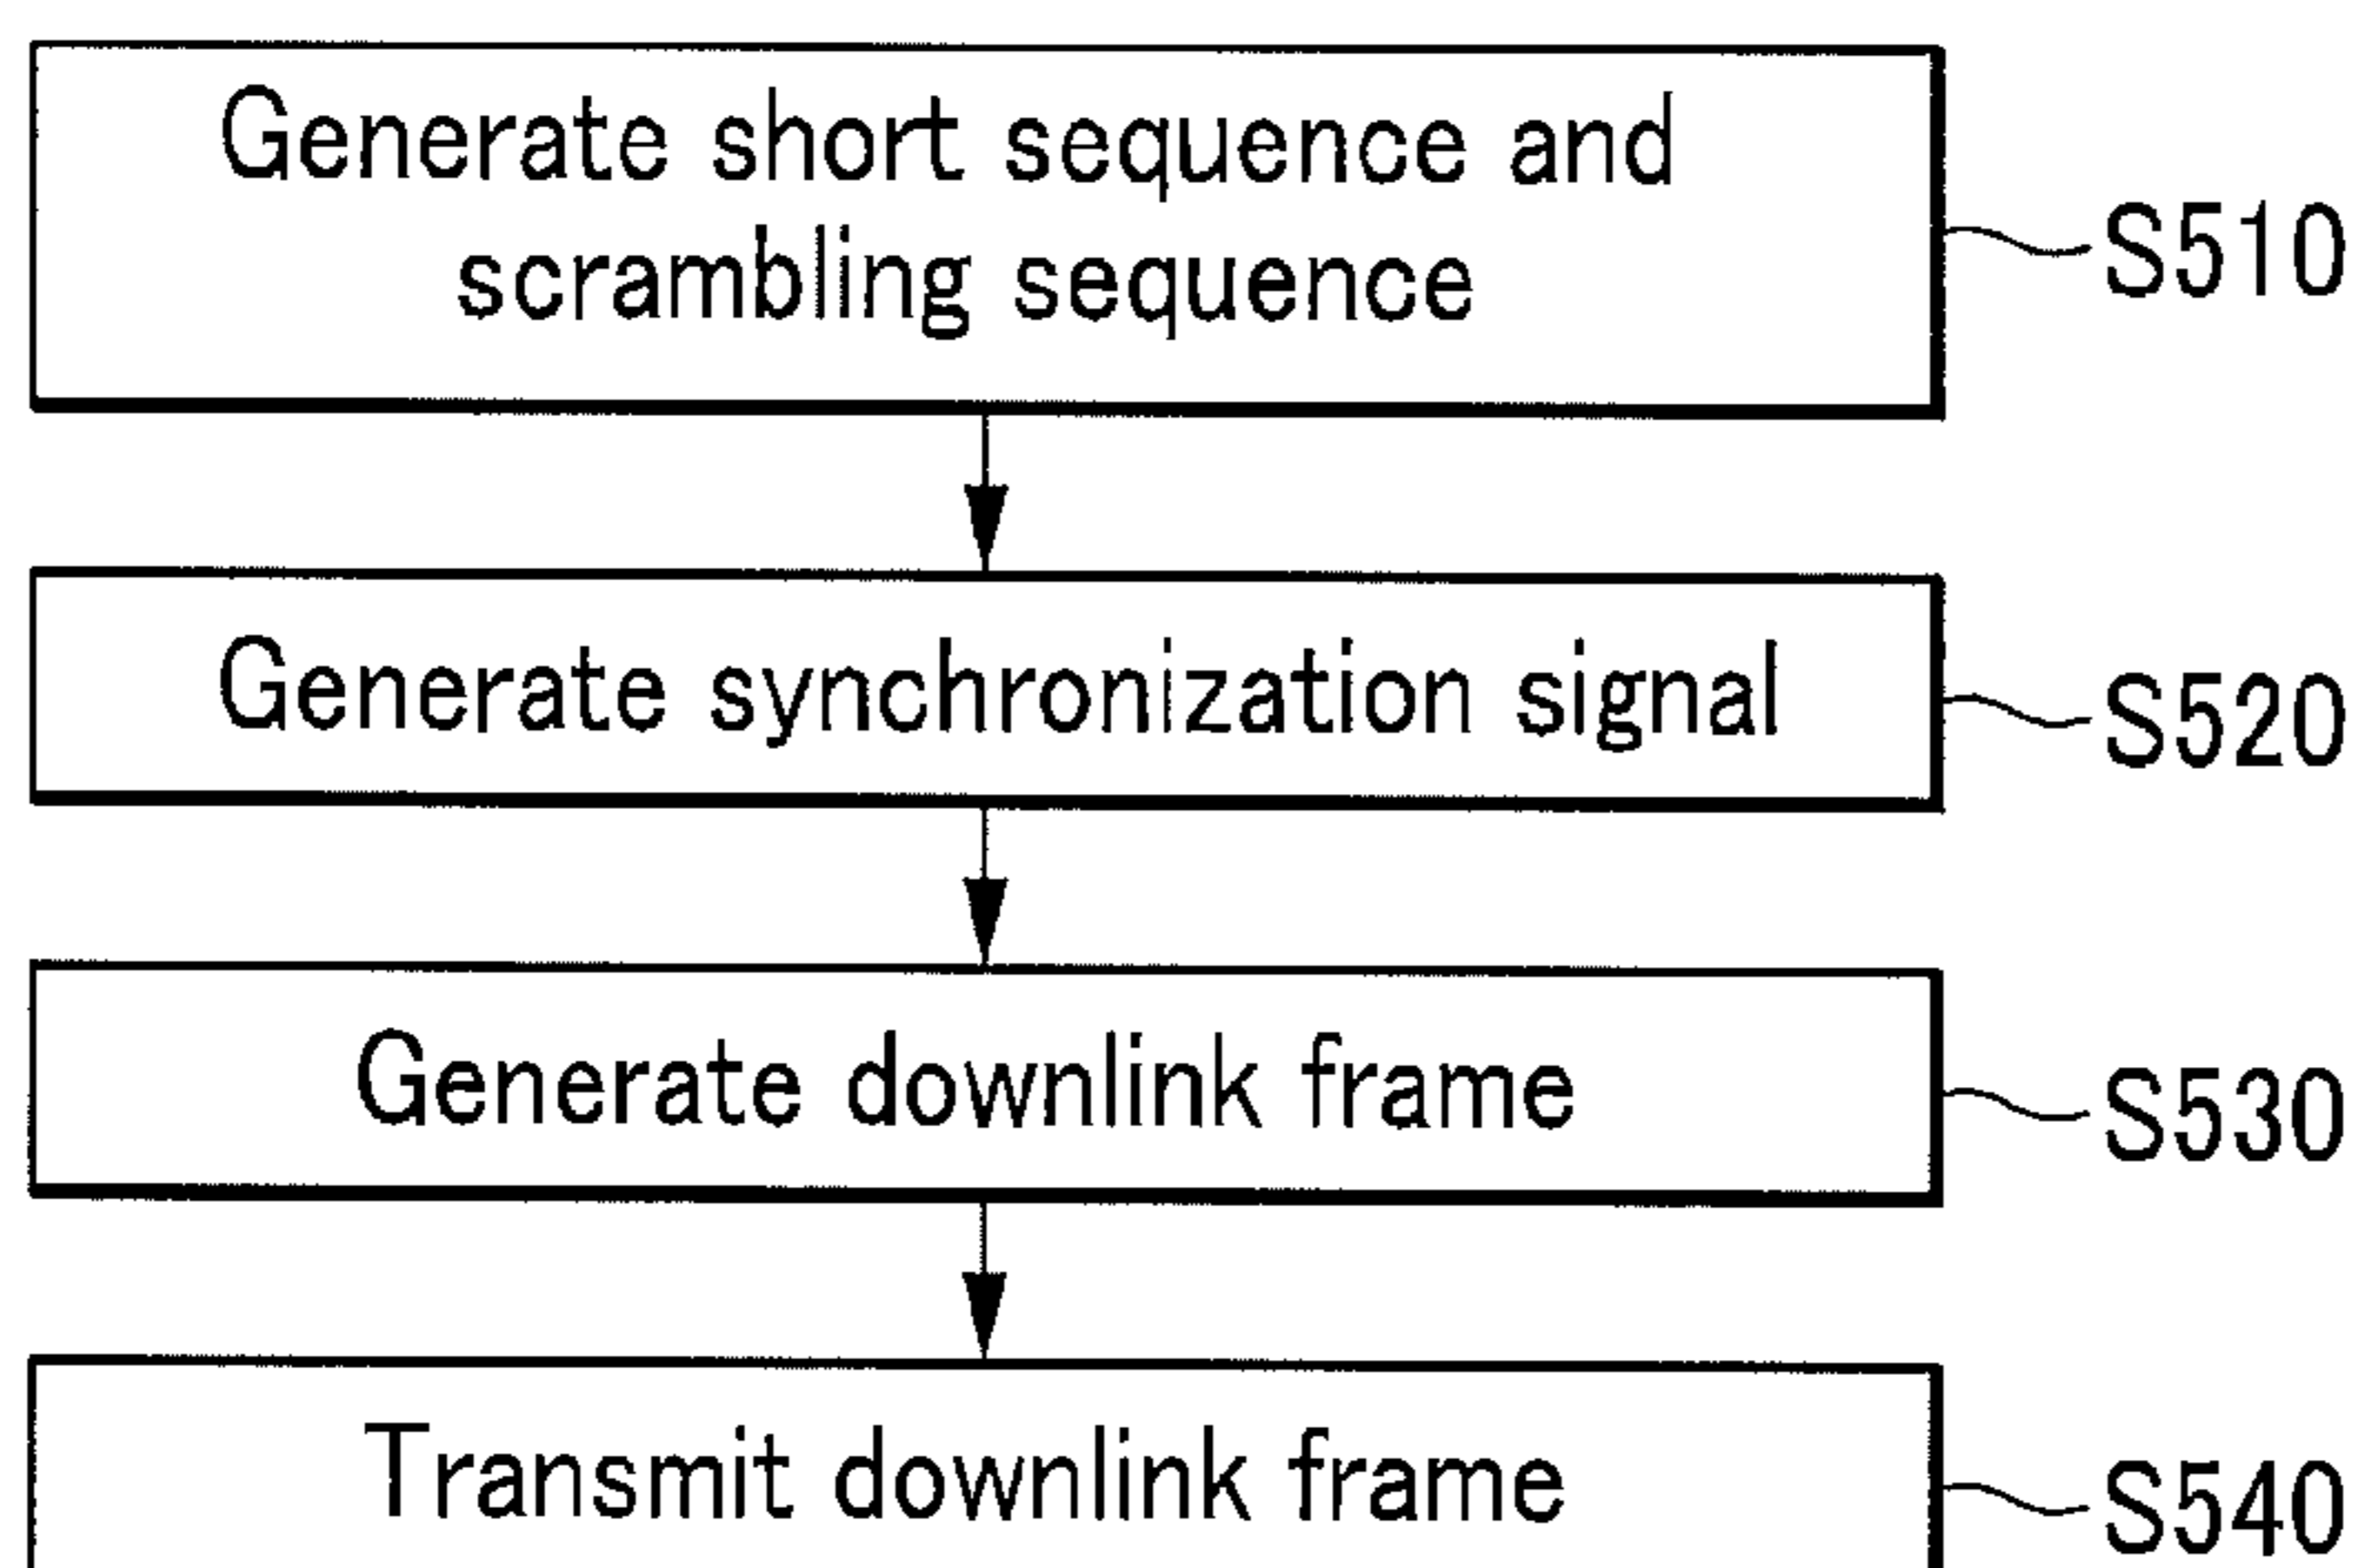 Generate short sequence and
scrambling sequence
S510
Generate synchronization signal
S520
Generate downlink frame
S530
Transmit downlink frame
S540